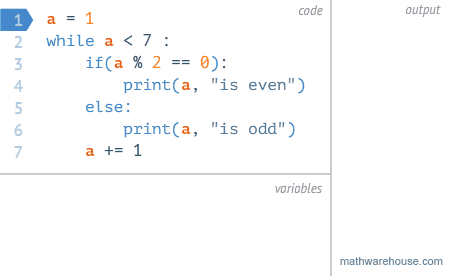 code
output
1 a = 1
2 while a < 7 :
3 if(a % 2 == 0):
4 print(a, "is even")
5 else:
6 print(a, "is odd")
7 a += 1
variables
mathwarehouse.com